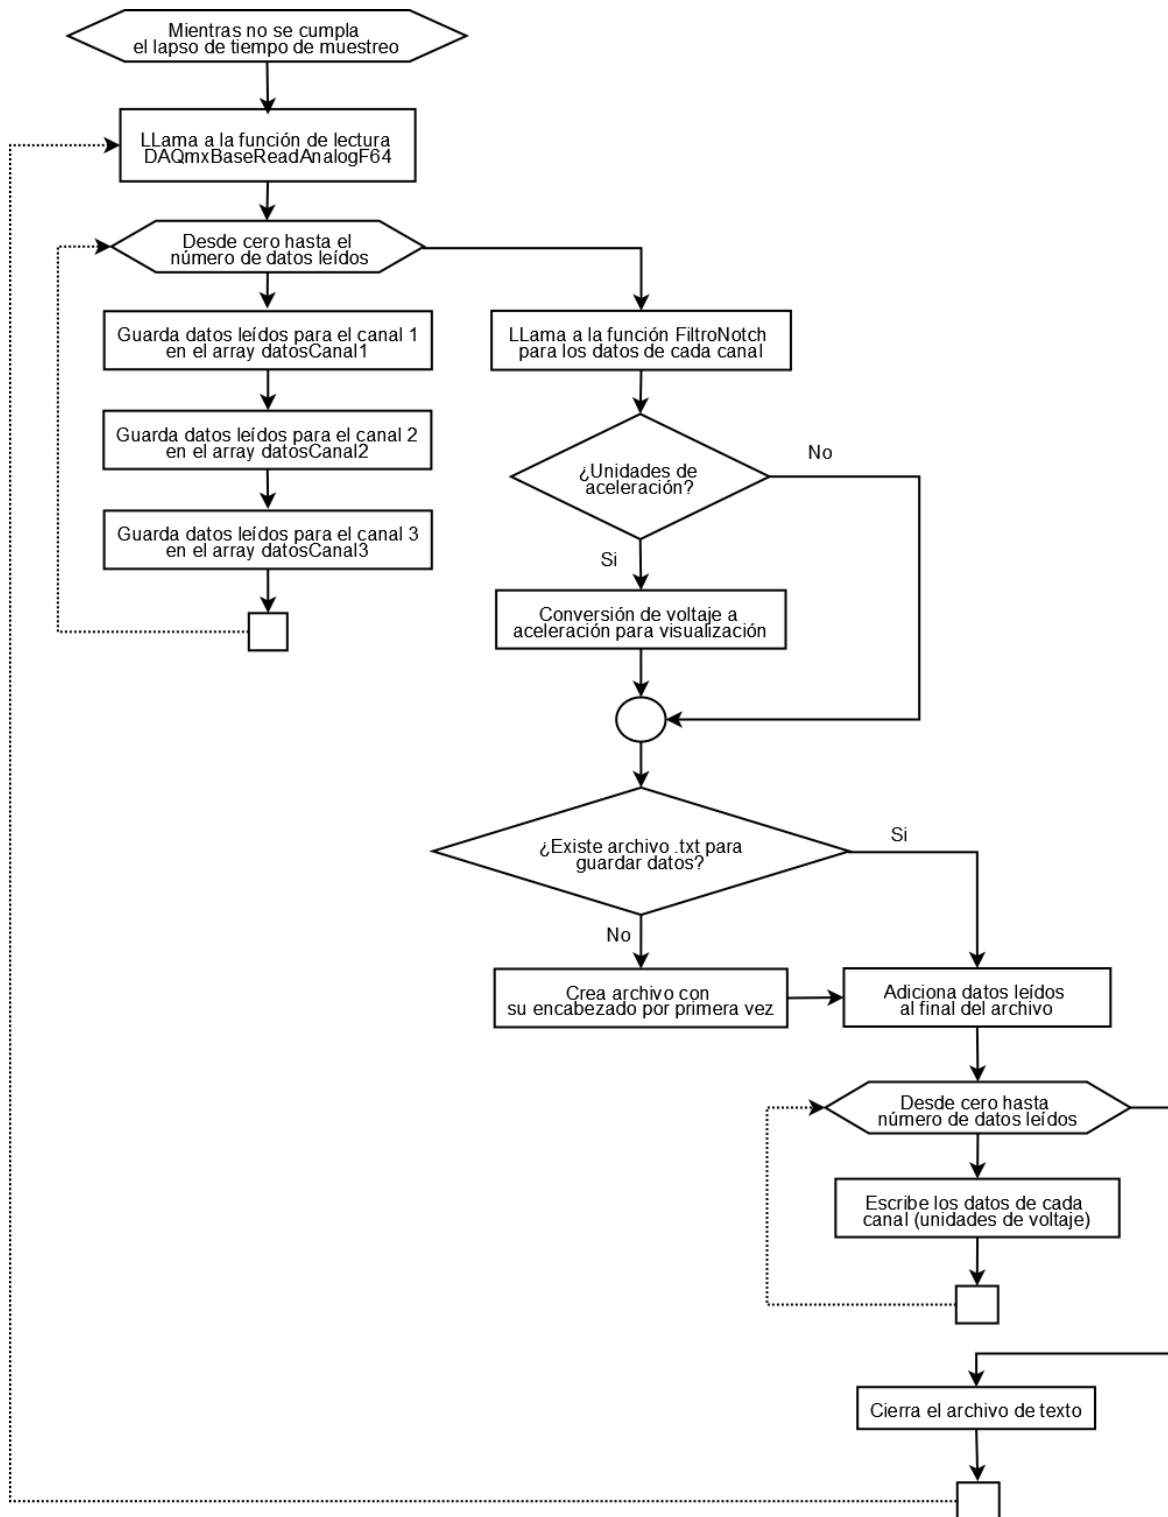 Mientras no se cumpla
el lapso de tiempo de muestreo
LLama a la función de lectura
DAQmxBaseReadAnalogF64
Desde cero hasta el
número de datos leídos
Guarda datos leídos para el canal 1
en el array datosCanal1
Guarda datos leídos para el canal 2
en el array datosCanal2
Guarda datos leídos para el canal 3
en el array datosCanal3
LLama a la función FiltroNotch
para los datos de cada canal
¿Unidades de
aceleración?
No
Si
Conversión de voltaje a
aceleración para visualización
¿Existe archivo .txt para
guardar datos?
Si
No
Crea archivo con
su encabezado por primera vez
Adiciona datos leídos
al final del archivo
Desde cero hasta
número de datos leídos
Escribe los datos de cada
canal (unidades de voltaje)
Cierra el archivo de texto